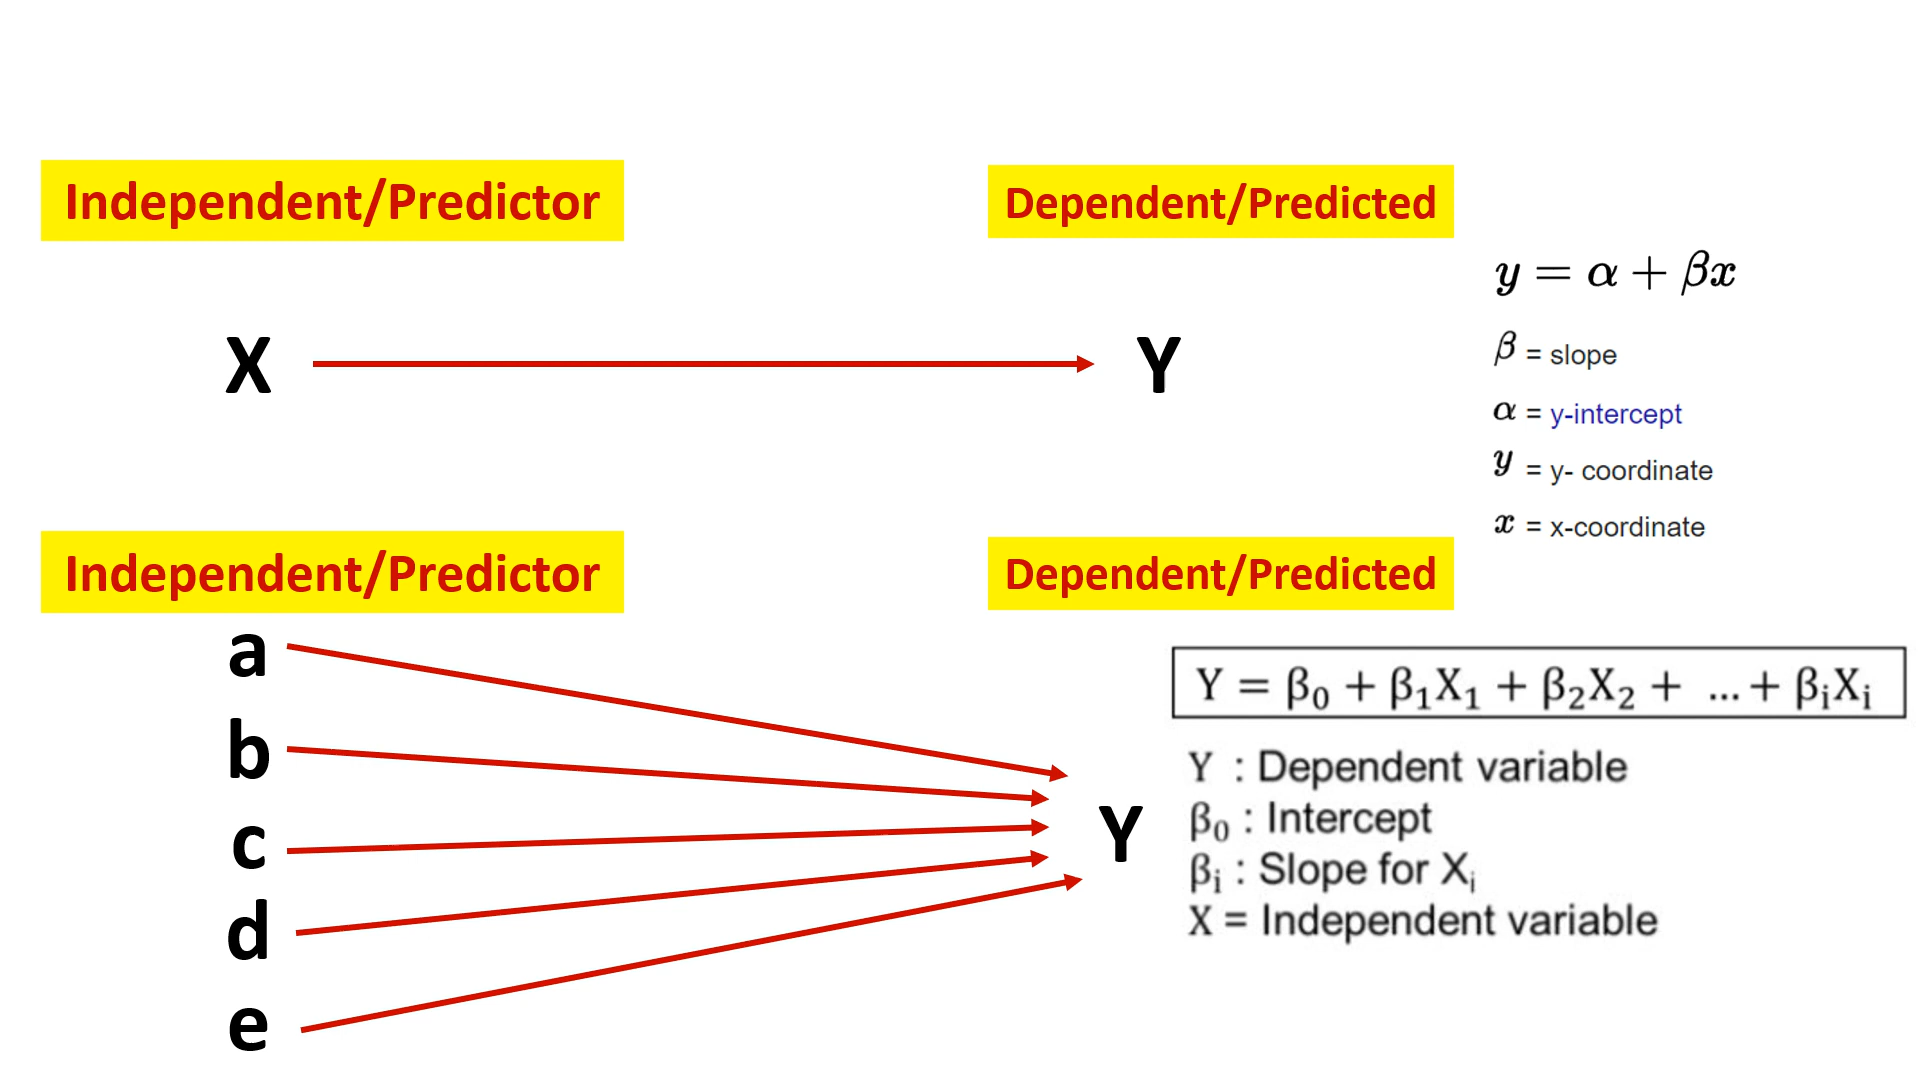 Independent/Predictor
Dependent/Predicted
X
Y
y = α + βx
β = slope
α = y-intercept
y = y- coordinate
x = x-coordinate
Independent/Predictor
Dependent/Predicted
a
b
c
d
e
Y
Y = β₀ + β₁X₁ + β₂X₂ + ... + βᵢXᵢ
Y : Dependent variable
β₀ : Intercept
βᵢ : Slope for Xᵢ
X = Independent variable